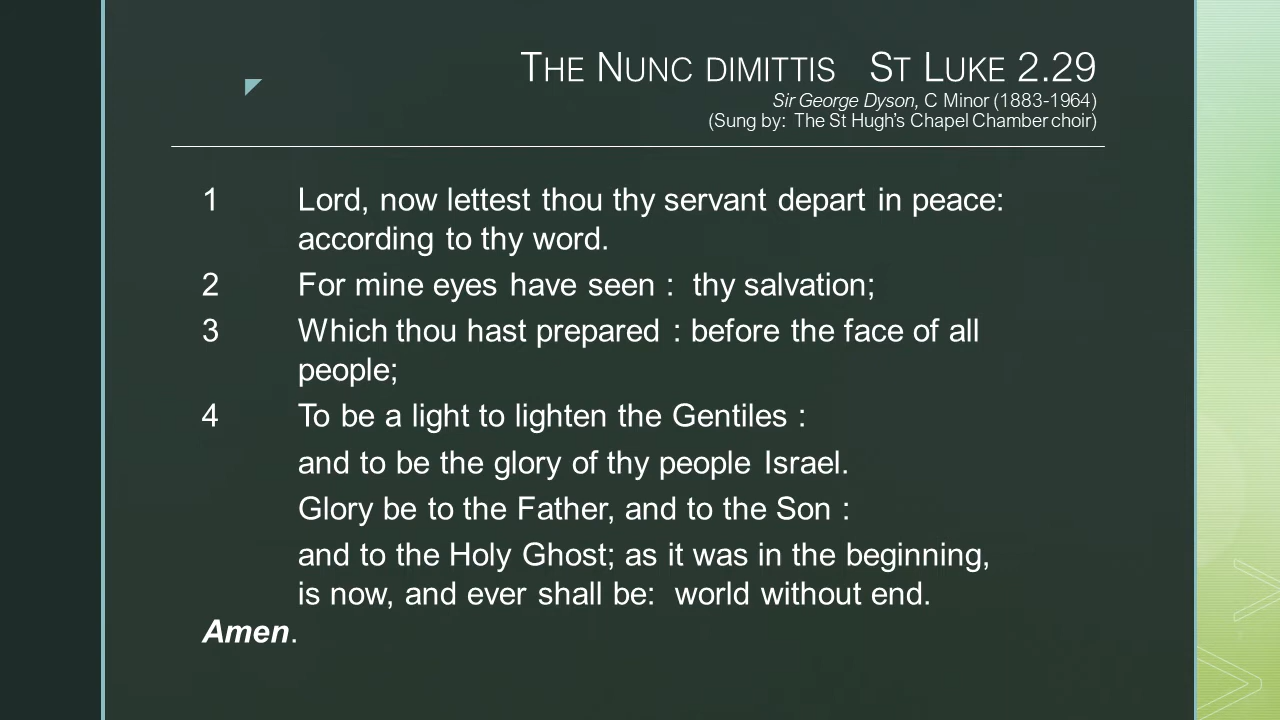 THE NUNC DIMITTIS ST LUKE 2.29
Sir George Dyson, C Minor (1883-1964)
(Sung by: The St Hugh’s Chapel Chamber choir)
1 Lord, now lettest thou thy servant depart in peace:
according to thy word.
2 For mine eyes have seen : thy salvation;
3 Which thou hast prepared : before the face of all
people;
4 To be a light to lighten the Gentiles :
and to be the glory of thy people Israel.
Glory be to the Father, and to the Son :
and to the Holy Ghost; as it was in the beginning,
is now, and ever shall be: world without end.
Amen.